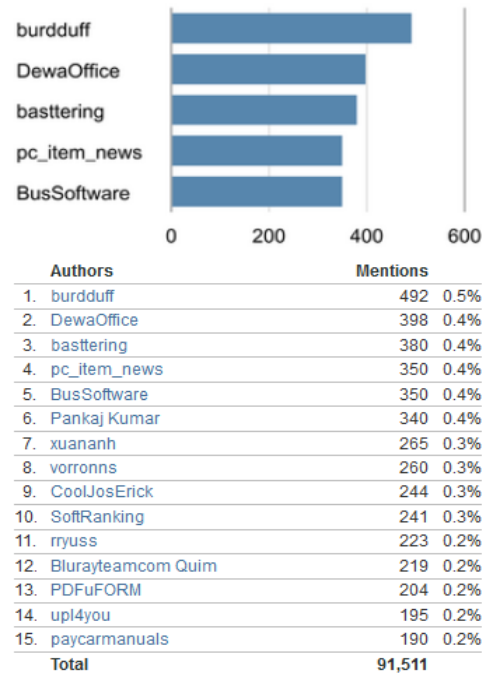 burdduff
DewaOffice
basttering
pc_item_news
BusSoftware
0 200 400 600
Authors Mentions
1. burdduff 492 0.5%
2. DewaOffice 398 0.4%
3. basttering 380 0.4%
4. pc_item_news 350 0.4%
5. BusSoftware 350 0.4%
6. Pankaj Kumar 340 0.4%
7. xuananh 265 0.3%
8. vorronns 260 0.3%
9. CoolJosErick 244 0.3%
10. SoftRanking 241 0.3%
11. rryuss 223 0.2%
12. Blurayteamcom Quim 219 0.2%
13. PDFuFORM 204 0.2%
14. upl4you 195 0.2%
15. paycarmanuals 190 0.2%
Total 91,511